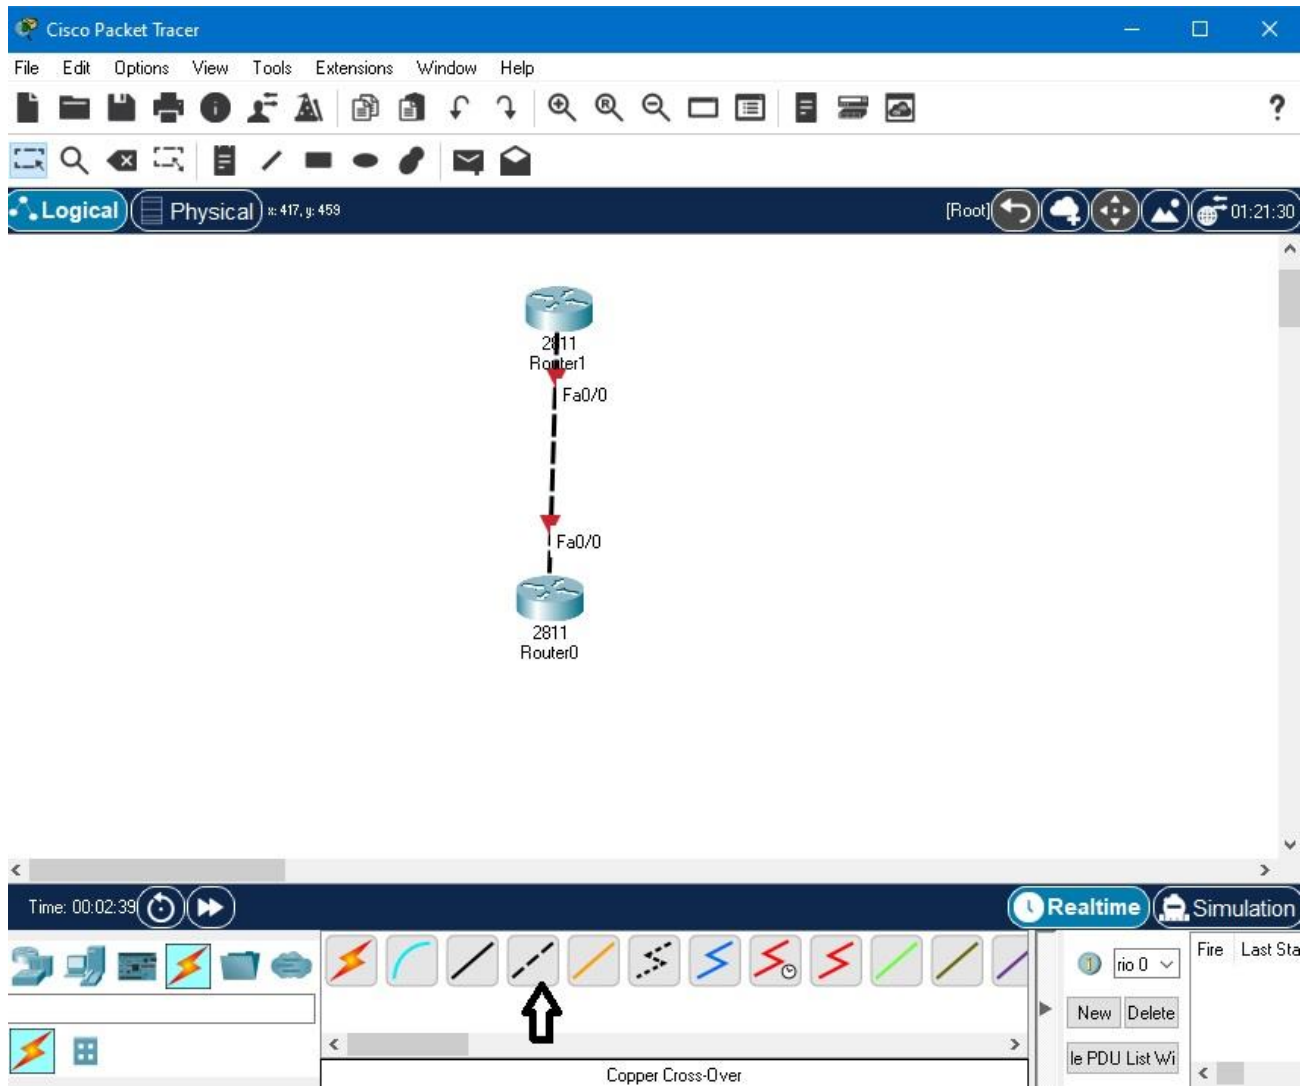 Cisco Packet Tracer
File Edit Options View Tools Extensions Window Help
Logical Physical x: 417, y: 459 [Root] 01:21:30
2811
Router1
Fa0/0
Fa0/0
2811
Router0
Time: 00:02:39 Realtime Simulation
rio 0 Fire Last Sta
New Delete
le PDU List Wi
Copper Cross-Over